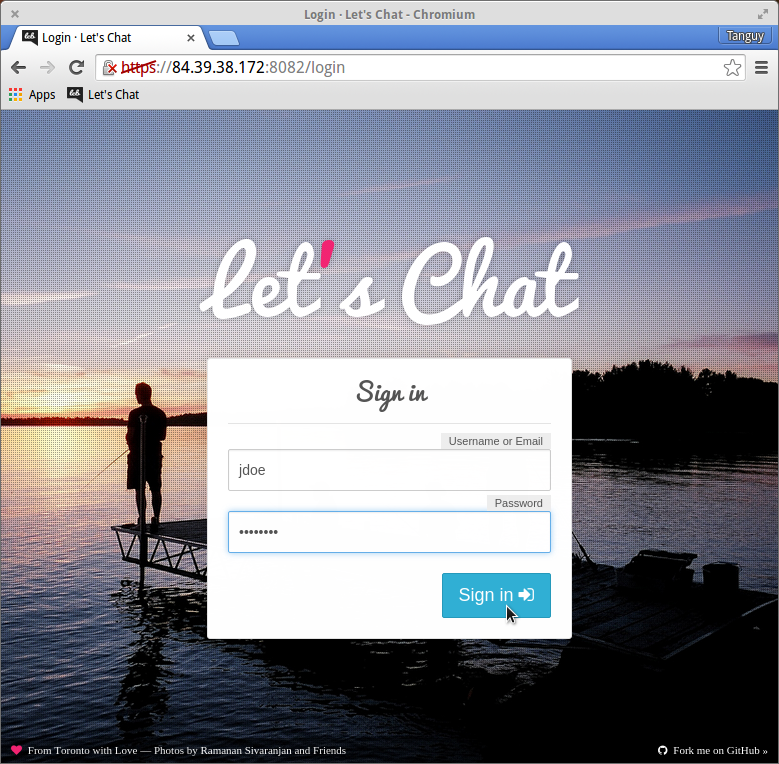 Login · Let's Chat - Chromium
Login · Let's Chat
Tanguy
https://84.39.38.172:8082/login
Apps Let's Chat
Let's Chat
Sign in
Username or Email
jdoe
Password
••••••••
Sign in
From Toronto with Love — Photos by Ramanan Sivaranjan and Friends
Fork me on GitHub »